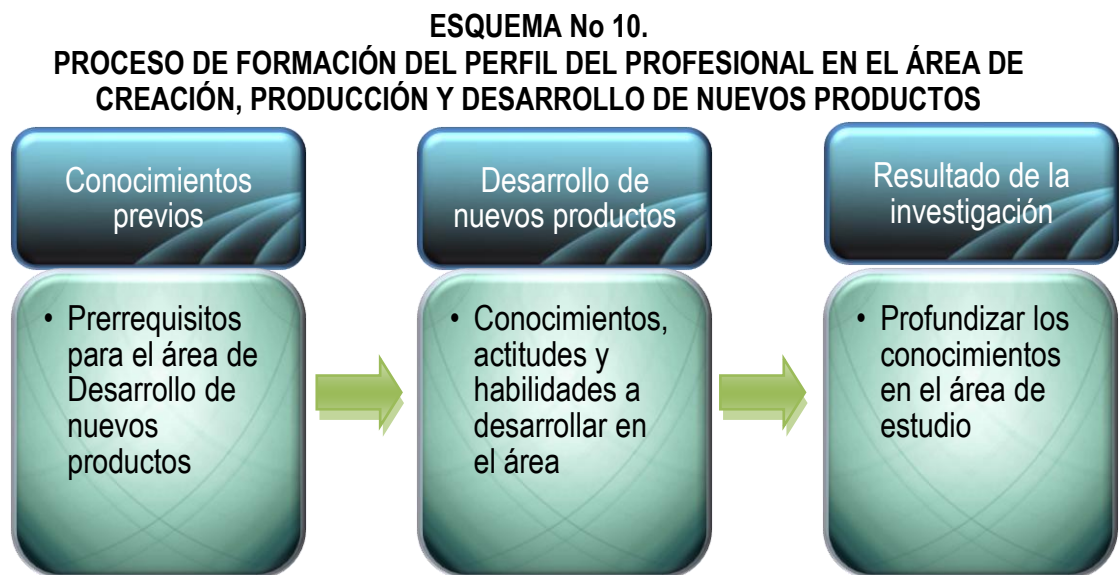 ESQUEMA No 10.
PROCESO DE FORMACIÓN DEL PERFIL DEL PROFESIONAL EN EL ÁREA DE
CREACIÓN, PRODUCCIÓN Y DESARROLLO DE NUEVOS PRODUCTOS
Conocimientos
previos
• Prerrequisitos
para el área de
Desarrollo de
nuevos
productos
Desarrollo de
nuevos productos
• Conocimientos,
actitudes y
habilidades a
desarrollar en
el área
Resultado de la
investigación
• Profundizar los
conocimientos
en el área de
estudio